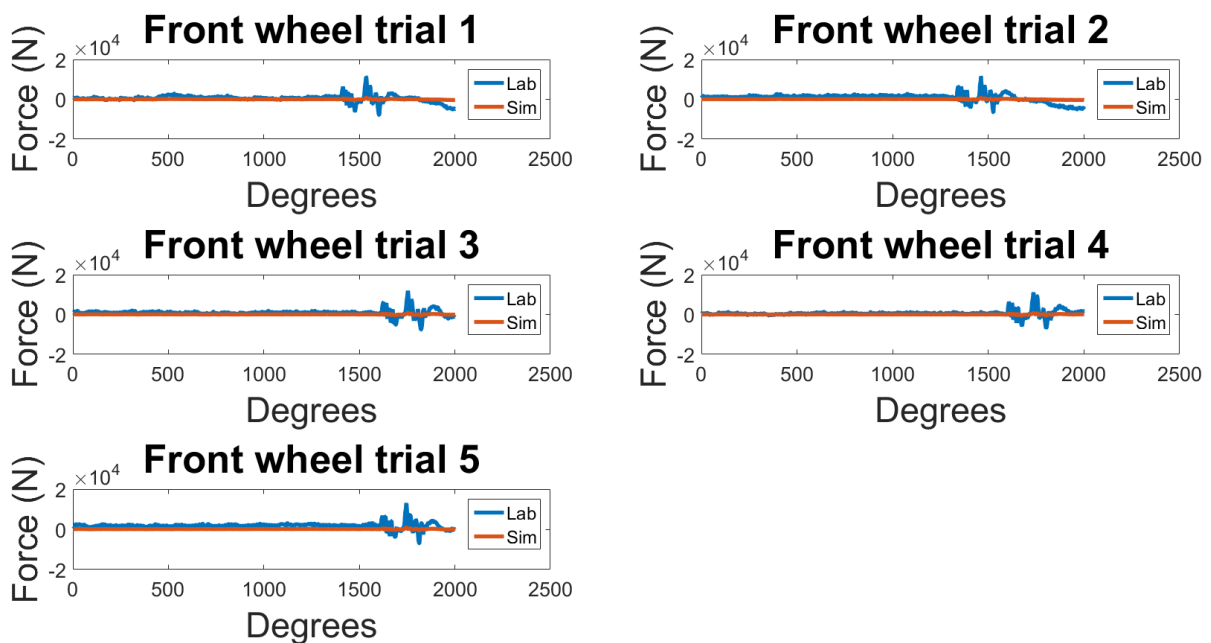 Front wheel trial 1
×10⁴
Force (N)
2
0
-2
0 500 1000 1500 2000 2500
Degrees
Lab
Sim
Front wheel trial 2
×10⁴
Force (N)
2
0
-2
0 500 1000 1500 2000 2500
Degrees
Lab
Sim
Front wheel trial 3
×10⁴
Force (N)
2
0
-2
0 500 1000 1500 2000 2500
Degrees
Lab
Sim
Front wheel trial 4
×10⁴
Force (N)
2
0
-2
0 500 1000 1500 2000 2500
Degrees
Lab
Sim
Front wheel trial 5
×10⁴
Force (N)
2
0
-2
0 500 1000 1500 2000 2500
Degrees
Lab
Sim